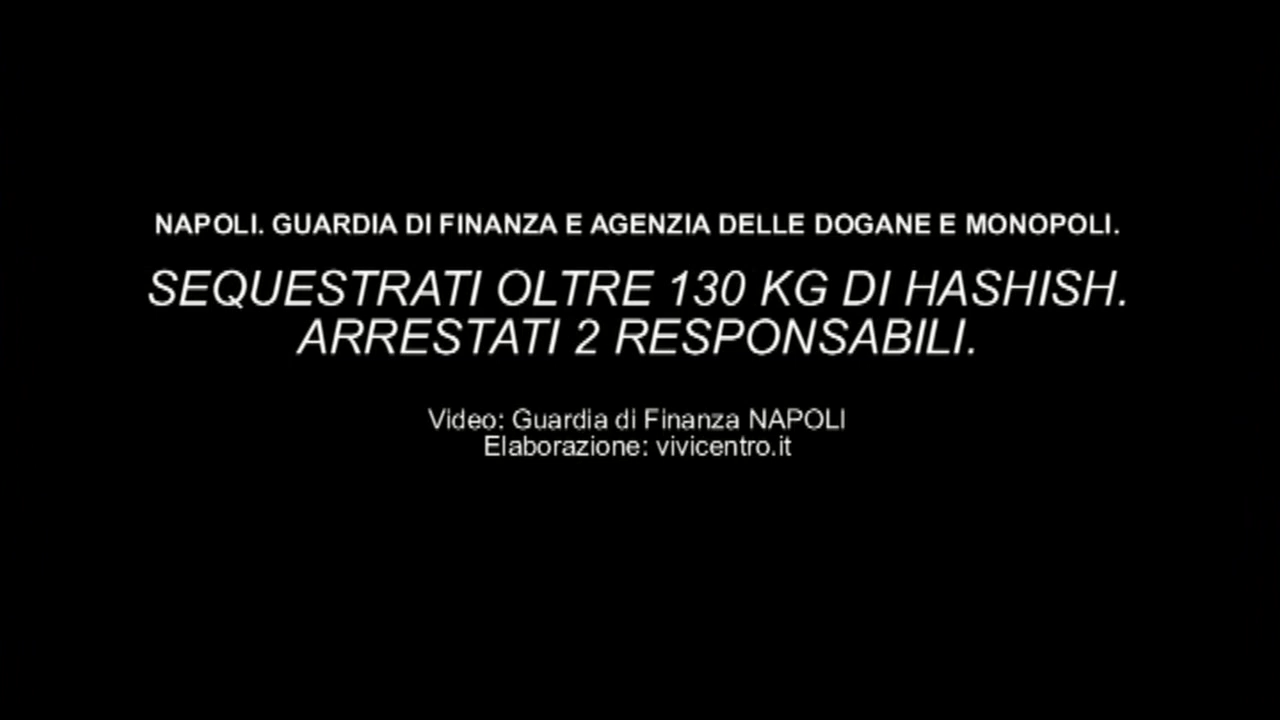 NAPOLI. GUARDIA DI FINANZA E AGENZIA DELLE DOGANE E MONOPOLI.
SEQUESTRATI OLTRE 130 KG DI HASHISH.
ARRESTATI 2 RESPONSABILI.
Video: Guardia di Finanza NAPOLI
Elaborazione: vivicentro.it